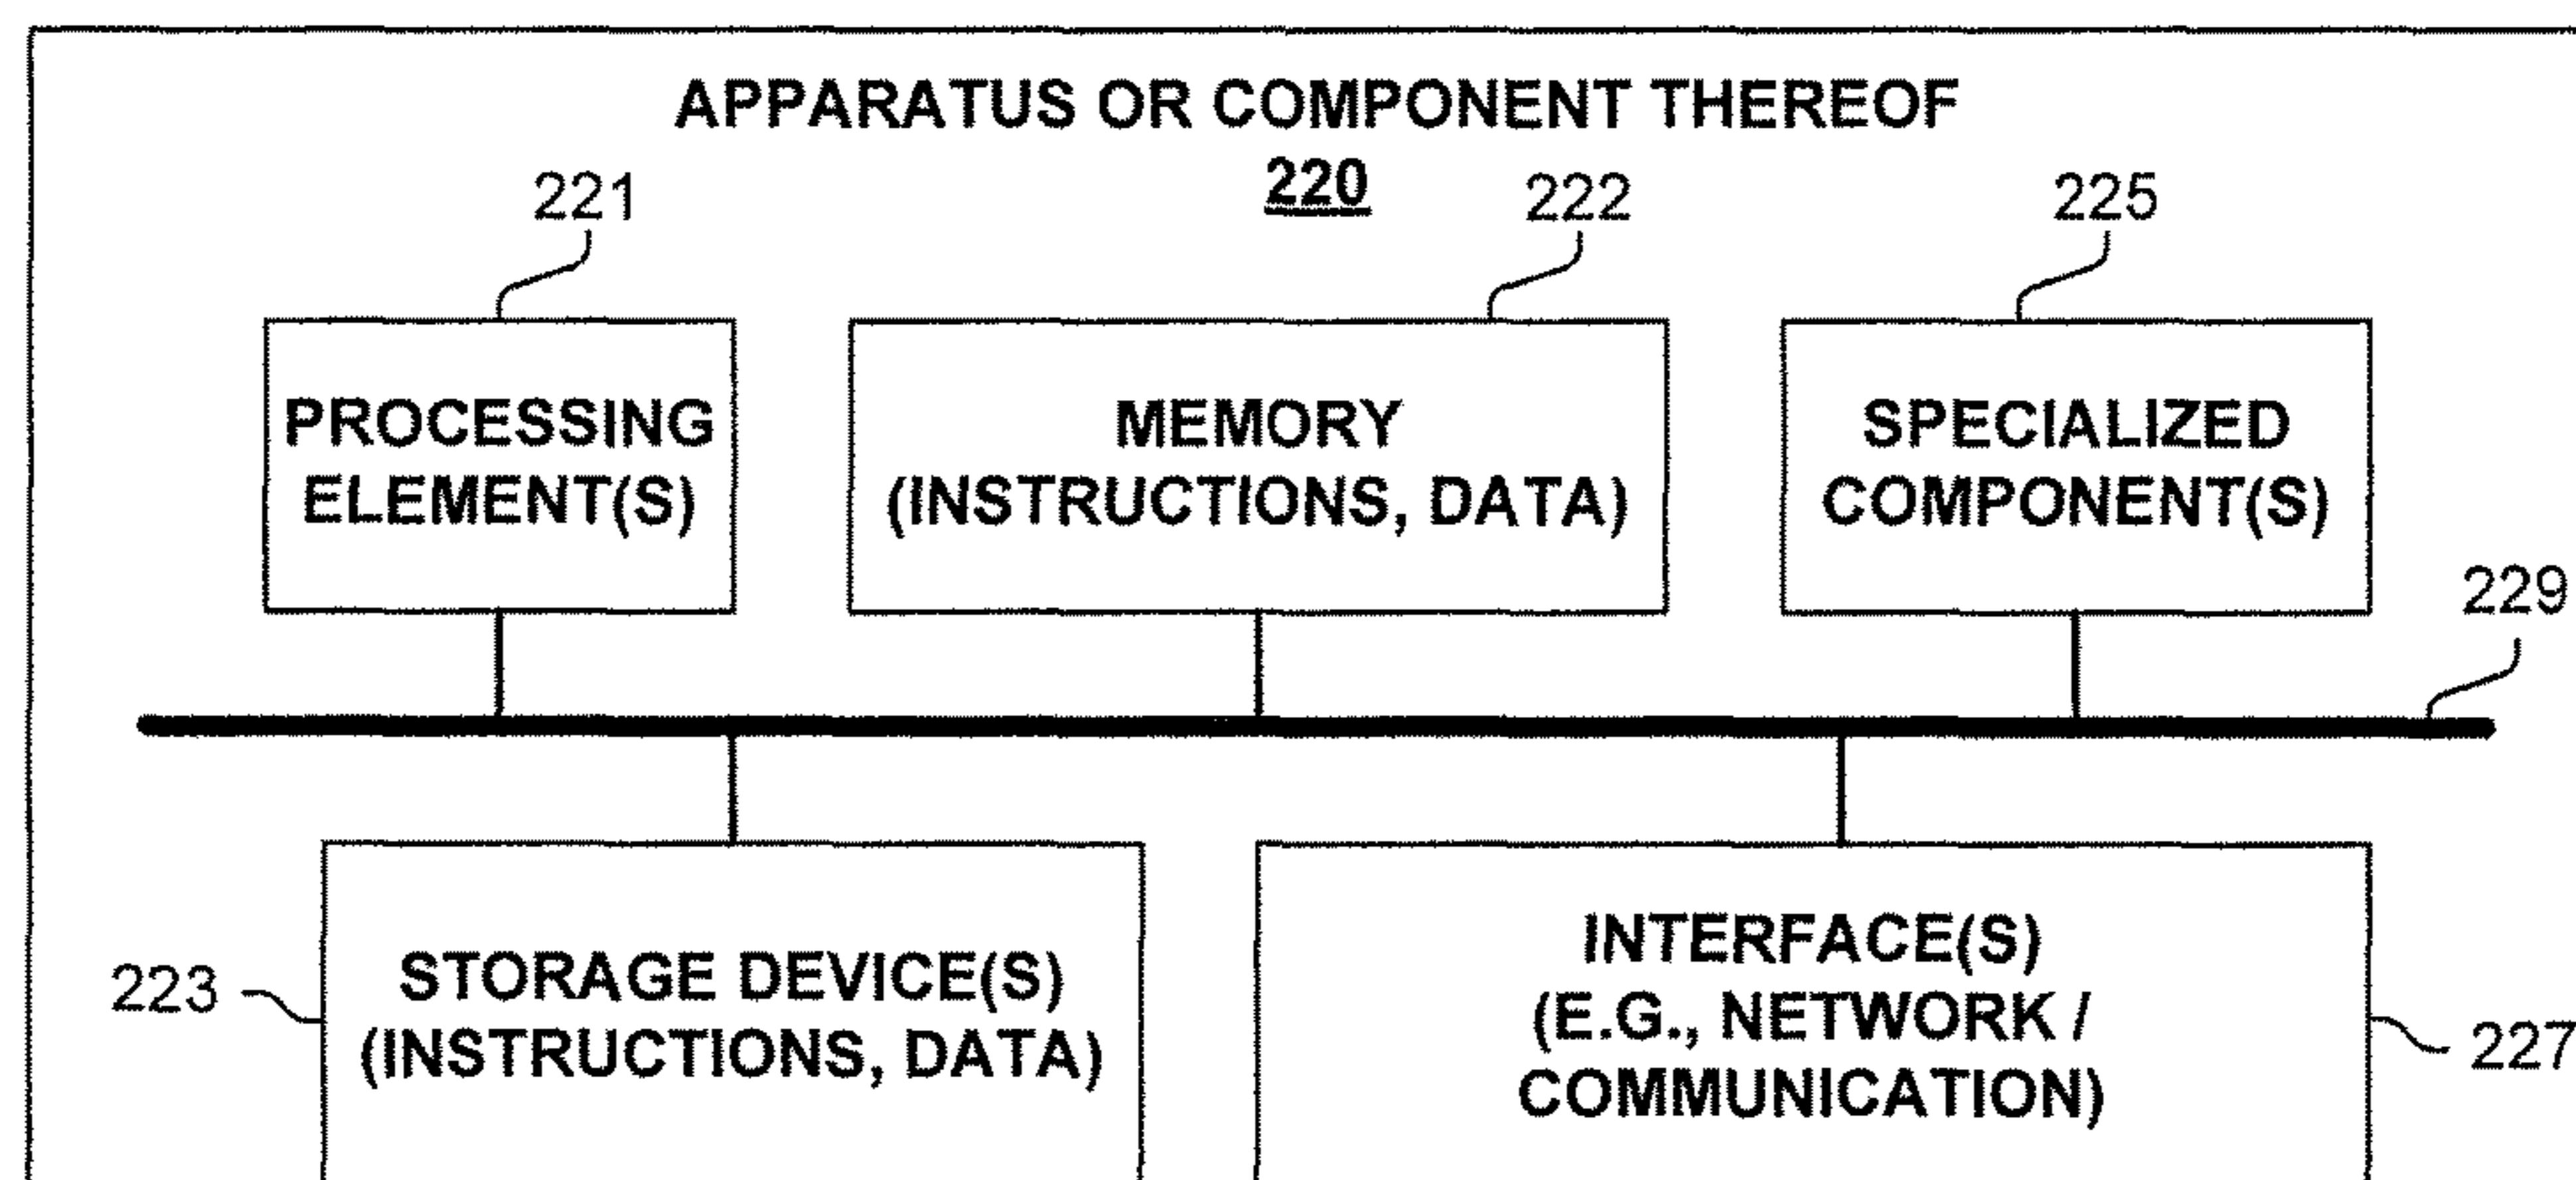 APPARATUS OR COMPONENT THEREOF
220
221
222
225
PROCESSING
ELEMENT(S)
MEMORY
(INSTRUCTIONS, DATA)
SPECIALIZED
COMPONENT(S)
229
223
STORAGE DEVICE(S)
(INSTRUCTIONS, DATA)
INTERFACE(S)
(E.G., NETWORK /
COMMUNICATION)
227